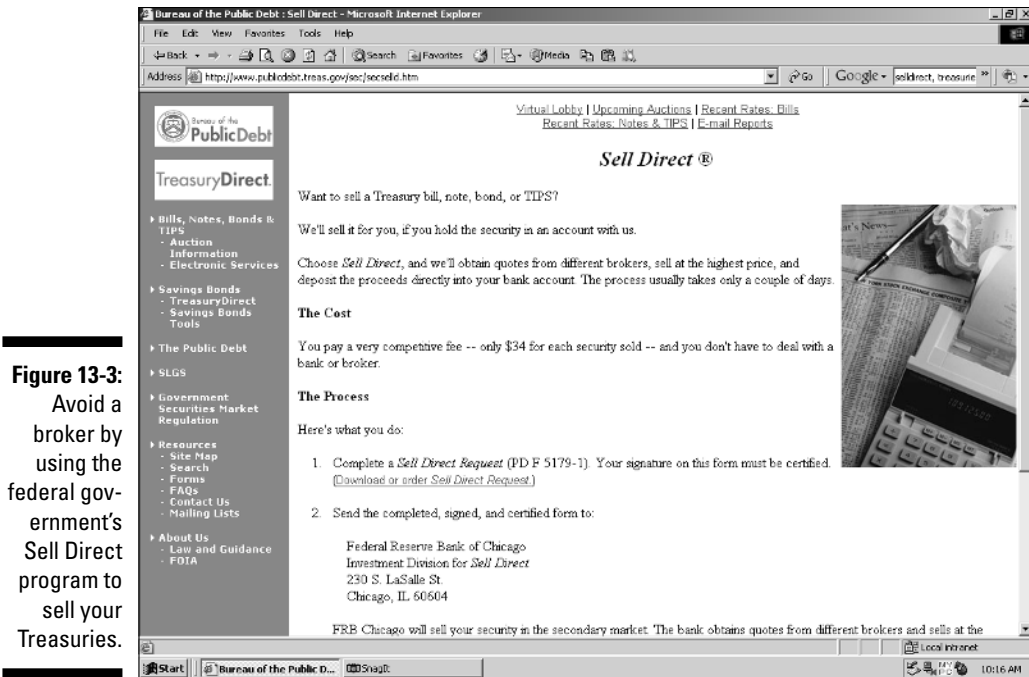 Bureau of the Public Debt : Sell Direct - Microsoft Internet Explorer
File Edit View Favorites Tools Help
Back Search Favorites Media
Address http://www.publicdebt.treas.gov/sec/secselld.htm Go Google selldirect, treasurie
Bureau of the
PublicDebt
TreasuryDirect.
Bills, Notes, Bonds &
TIPS
- Auction
Information
- Electronic Services
Savings Bonds
- TreasuryDirect
- Savings Bonds
Tools
The Public Debt
SLGS
Government
Securities Market
Regulation
Resources
- Site Map
- Search
- Forms
- FAQs
- Contact Us
- Mailing Lists
About Us
- Law and Guidance
- FOIA
Virtual Lobby | Upcoming Auctions | Recent Rates: Bills
Recent Rates: Notes & TIPS | E-mail Reports
Sell Direct ®
Want to sell a Treasury bill, note, bond, or TIPS?
We'll sell it for you, if you hold the security in an account with us.
Choose Sell Direct, and we'll obtain quotes from different brokers, sell at the highest price, and
deposit the proceeds directly into your bank account. The process usually takes only a couple of days.
The Cost
You pay a very competitive fee -- only $34 for each security sold -- and you don't have to deal with a
bank or broker.
The Process
Here's what you do:
1. Complete a Sell Direct Request (PD F 5179-1). Your signature on this form must be certified.
(Download or order Sell Direct Request.)
2. Send the completed, signed, and certified form to:
Federal Reserve Bank of Chicago
Investment Division for Sell Direct
230 S. LaSalle St.
Chicago, IL 60604
FRB Chicago will sell your security in the secondary market. The bank obtains quotes from different brokers and sells at the
Local intranet
Start Bureau of the Public D... SnagIt 10:16 AM
Figure 13-3:
Avoid a
broker by
using the
federal gov-
ernment's
Sell Direct
program to
sell your
Treasuries.